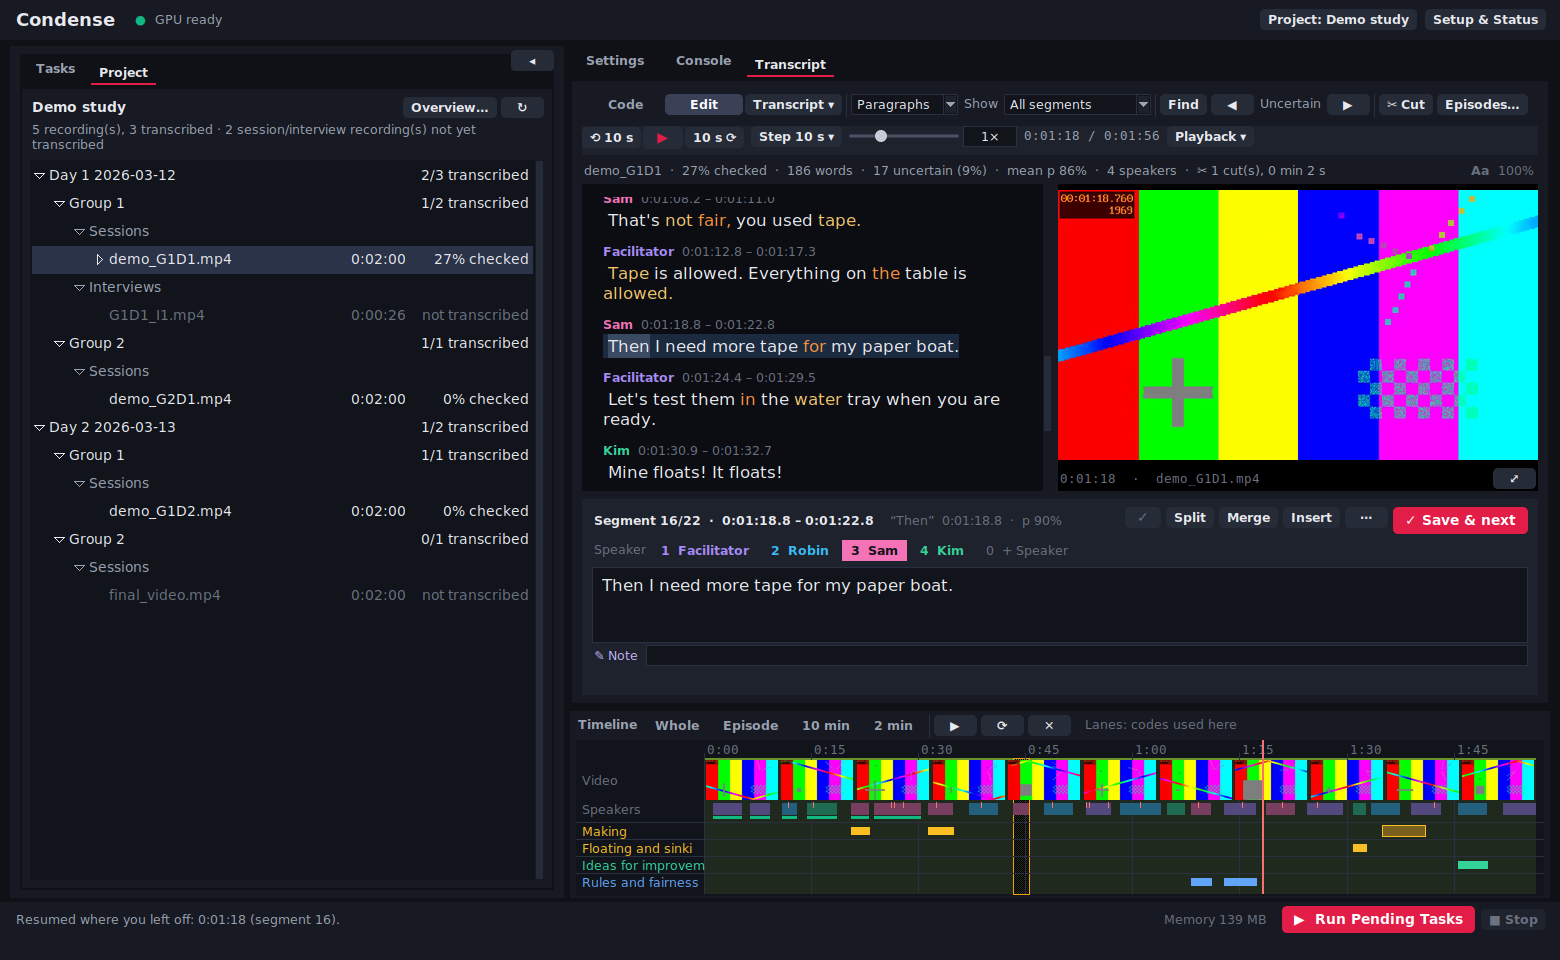 Condense ● GPU ready Project: Demo study Setup & Status
Tasks Project ◂
Demo study Overview... ↻
5 recording(s), 3 transcribed · 2 session/interview recording(s) not yet
transcribed
Day 1 2026-03-12 2/3 transcribed
Group 1 1/2 transcribed
Sessions
demo_G1D1.mp4 0:02:00 27% checked
Interviews
G1D1_I1.mp4 0:00:26 not transcribed
Group 2 1/1 transcribed
Sessions
demo_G2D1.mp4 0:02:00 0% checked
Day 2 2026-03-13 1/2 transcribed
Group 1 1/1 transcribed
Sessions
demo_G1D2.mp4 0:02:00 0% checked
Group 2 0/1 transcribed
Sessions
final_video.mp4 0:02:00 not transcribed
Settings Console Transcript
Code Edit Transcript ▾ Paragraphs Show All segments Find ◀ Uncertain ▶ ✂ Cut Episodes...
⟲ 10 s ▶ 10 s ⟳ Step 10 s ▾ 1× 0:01:18 / 0:01:56 Playback ▾
demo_G1D1 · 27% checked · 186 words · 17 uncertain (9%) · mean p 86% · 4 speakers · ✂ 1 cut(s), 0 min 2 s Aa 100%
Sam 0:01:08.2 – 0:01:11.0
That's not fair, you used tape.
Facilitator 0:01:12.8 – 0:01:17.3
Tape is allowed. Everything on the table is
allowed.
Sam 0:01:18.8 – 0:01:22.8
Then I need more tape for my paper boat.
Facilitator 0:01:24.4 – 0:01:29.5
Let's test them in the water tray when you are
ready.
Kim 0:01:30.9 – 0:01:32.7
Mine floats! It floats!
00:01:18.760
1969
0:01:18 · demo_G1D1.mp4 ⤢
Segment 16/22 · 0:01:18.8 – 0:01:22.8 “Then” 0:01:18.8 · p 90% ✓ Split Merge Insert ... ✓ Save & next
Speaker 1 Facilitator 2 Robin 3 Sam 4 Kim 0 + Speaker
Then I need more tape for my paper boat.
✎ Note
Timeline Whole Episode 10 min 2 min ▶ ⟳ ✕ Lanes: codes used here
0:00 0:15 0:30 0:45 1:00 1:15 1:30 1:45
Video
Speakers
Making
Floating and sinki
Ideas for improvem
Rules and fairness
Resumed where you left off: 0:01:18 (segment 16). Memory 139 MB ▶ Run Pending Tasks ■ Stop